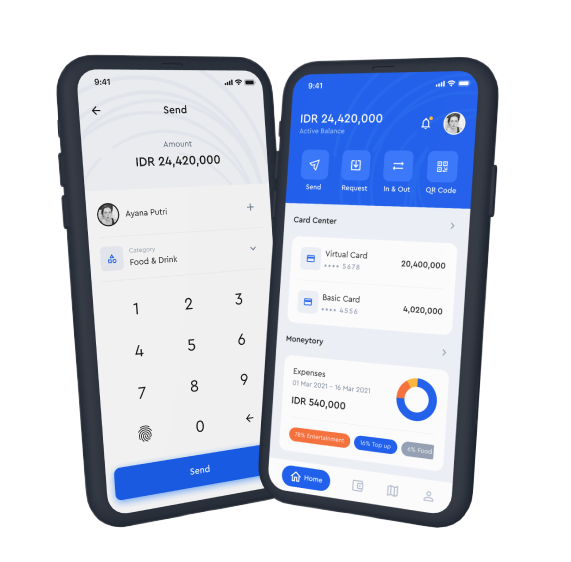 9:41
Send
Amount
IDR 24,420,000
Ayana Putri
Category
Food & Drink
1 2 3
4 5 6
7 8 9
0
Send
9:41
IDR 24,420,000
Active Balance
Send Request In & Out QR Code
Card Center
Virtual Card
•••• 5678
20,400,000
Basic Card
•••• 4556
4,020,000
Moneytory
Expenses
01 Mar 2021 - 16 Mar 2021
IDR 540,000
78% Entertainment 16% Top up 6% Food
Home